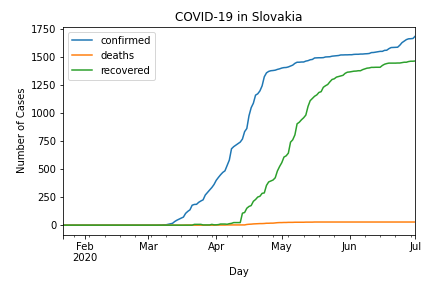 COVID-19 in Slovakia
1750
1500
1250
1000
750
500
250
0
Number of Cases
confirmed
deaths
recovered
Feb
2020
Mar
Apr
May
Jun
Jul
Day